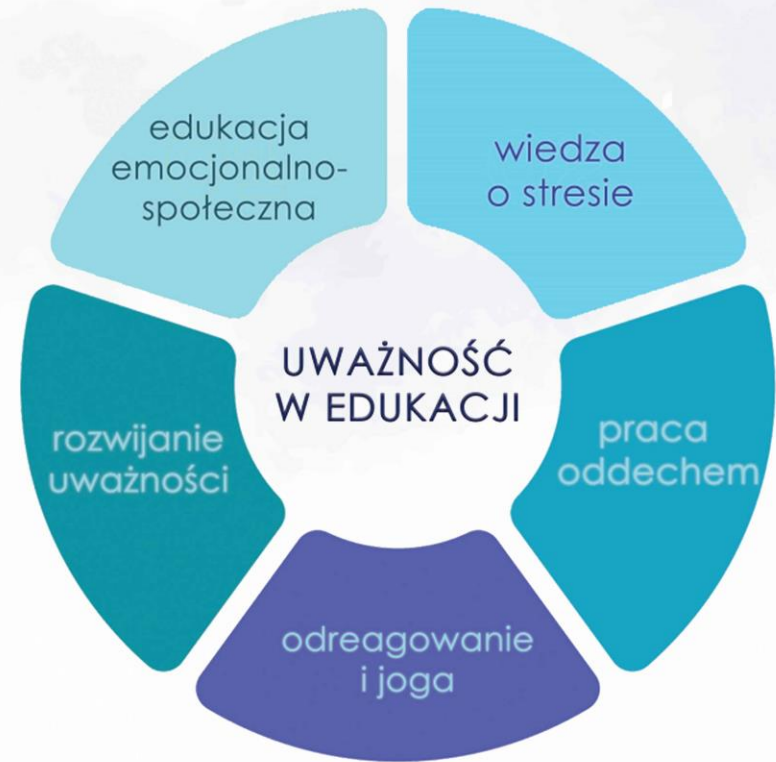 edukacja
emocjonalno-
społeczna
wiedza
o stresie
UWAŻNOŚĆ
W EDUKACJI
rozwijanie
uważności
praca
oddechem
odreagowanie
i joga